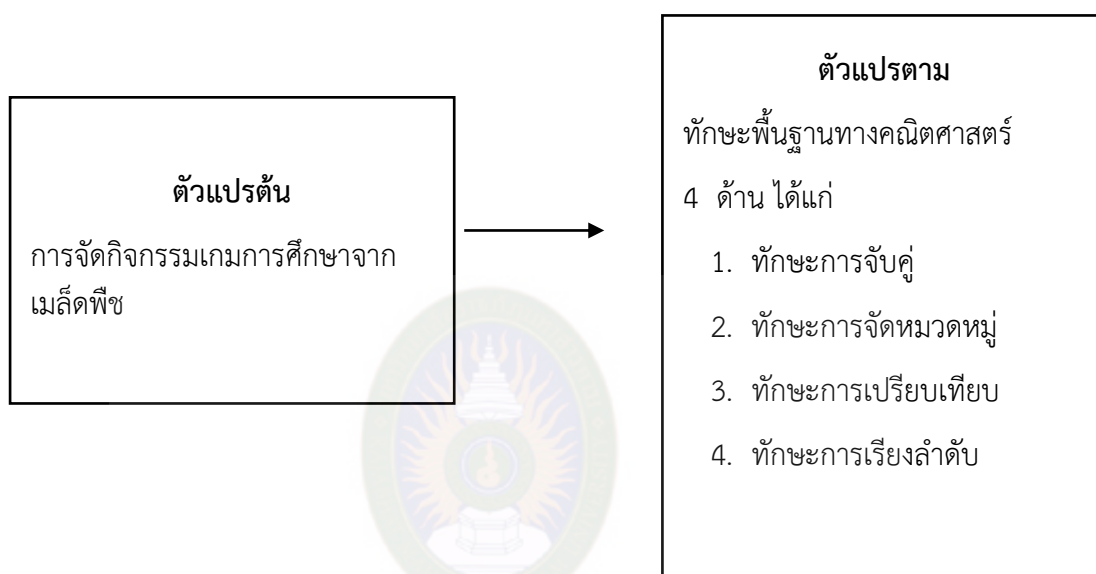 ตัวแปรต้น
การจัดกิจกรรมเกมการศึกษาจาก
เมล็ดพืช
ตัวแปรตาม
ทักษะพื้นฐานทางคณิตศาสตร์
4 ด้าน ได้แก่
1. ทักษะการจับคู่
2. ทักษะการจัดหมวดหมู่
3. ทักษะการเปรียบเทียบ
4. ทักษะการเรียงลำดับ